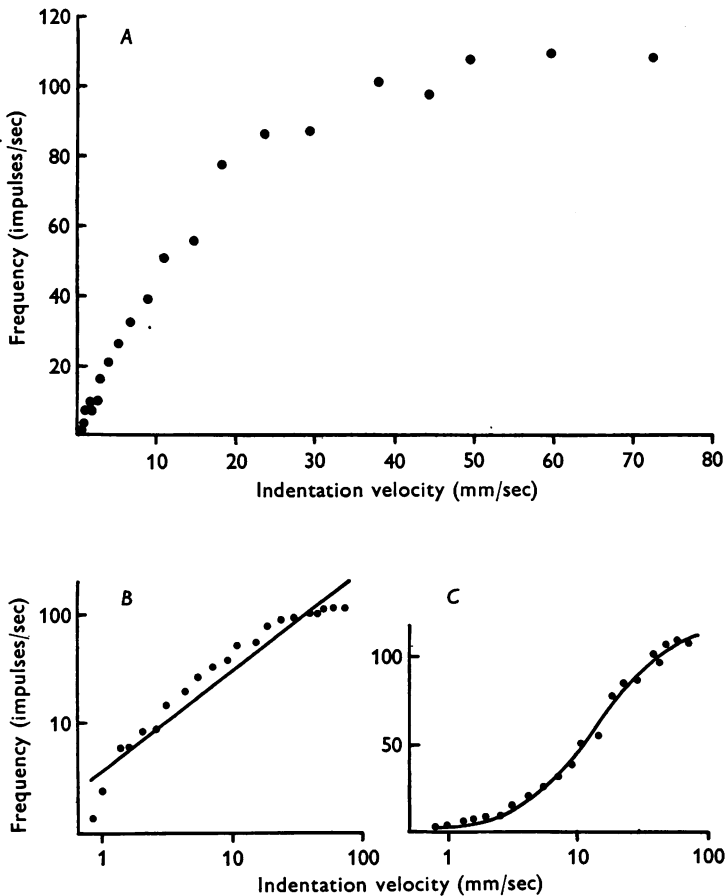 A
120
100
80
60
40
20
Frequency (impulses/sec)
10 20 30 40 50 60 70 80
Indentation velocity (mm/sec)
B
100
10
Frequency (impulses/sec)
1 10 100
C
100
50
1 10 100
Indentation velocity (mm/sec)